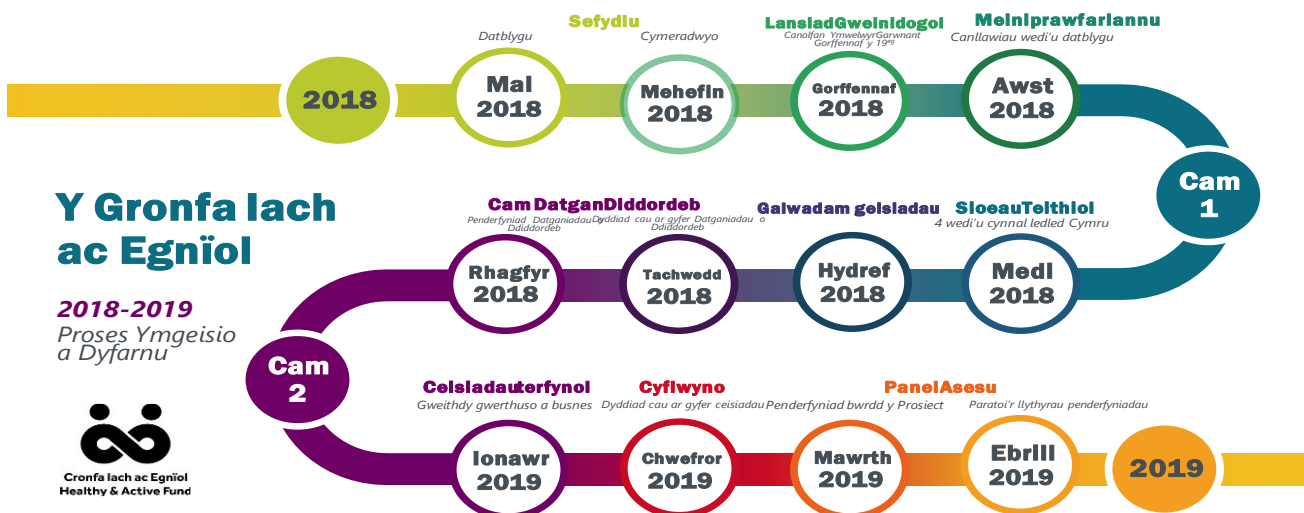 Sefydlu
LansiadGweinidogol
Meiniprawfariannu
Datblygu
Cymeradwyo
Canolfan YmwelwyrGarwnant
Gorffennaf y 19eg
Canllawiau wedi'u datblygu
2018
Mai
2018
Mehefin
2018
Gorffennaf
2018
Awst
2018
Cam
1
Y Gronfa Iach
ac Egnïol
2018-2019
Proses Ymgeisio
a Dyfarnu
Cam DatganDiddordeb
Penderfyniad Datganiadau o
Ddiddordeb
Dyddiad cau ar gyfer Datganiadau o
Ddiddordeb
Galwadam geisiadau
SioeauTeithiol
4 wedi'u cynnal ledled Cymru
Rhagfyr
2018
Tachwedd
2018
Hydref
2018
Medi
2018
Cam
2
Ceisiadauterfynol
Gweithdy gwerthuso a busnes
Cyflwyno
Dyddiad cau ar gyfer ceisiadau
PanelAsesu
Penderfyniad bwrdd y Prosiect
Paratoi'r llythyrau penderfyniadau
Ionawr
2019
Chwefror
2019
Mawrth
2019
Ebrill
2019
2019
Cronfa Iach ac Egnïol
Healthy & Active Fund